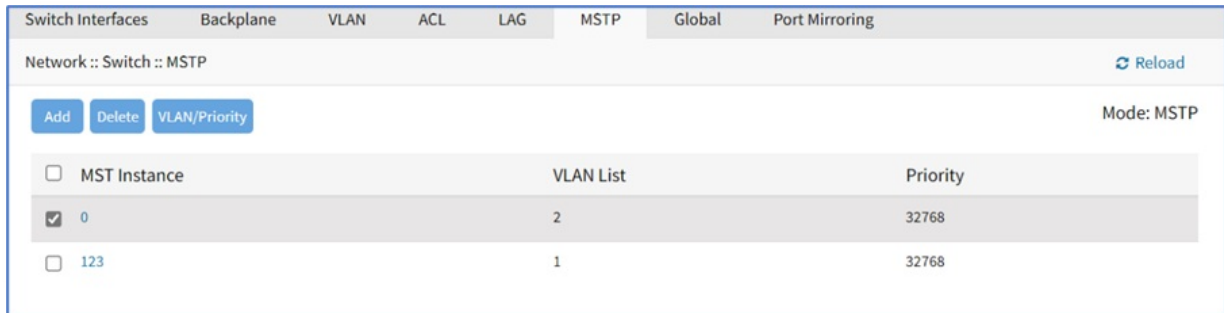 Switch Interfaces Backplane VLAN ACL LAG MSTP Global Port Mirroring
Network :: Switch :: MSTP Reload
Add Delete VLAN/Priority Mode: MSTP
MST Instance VLAN List Priority
0 2 32768
123 1 32768